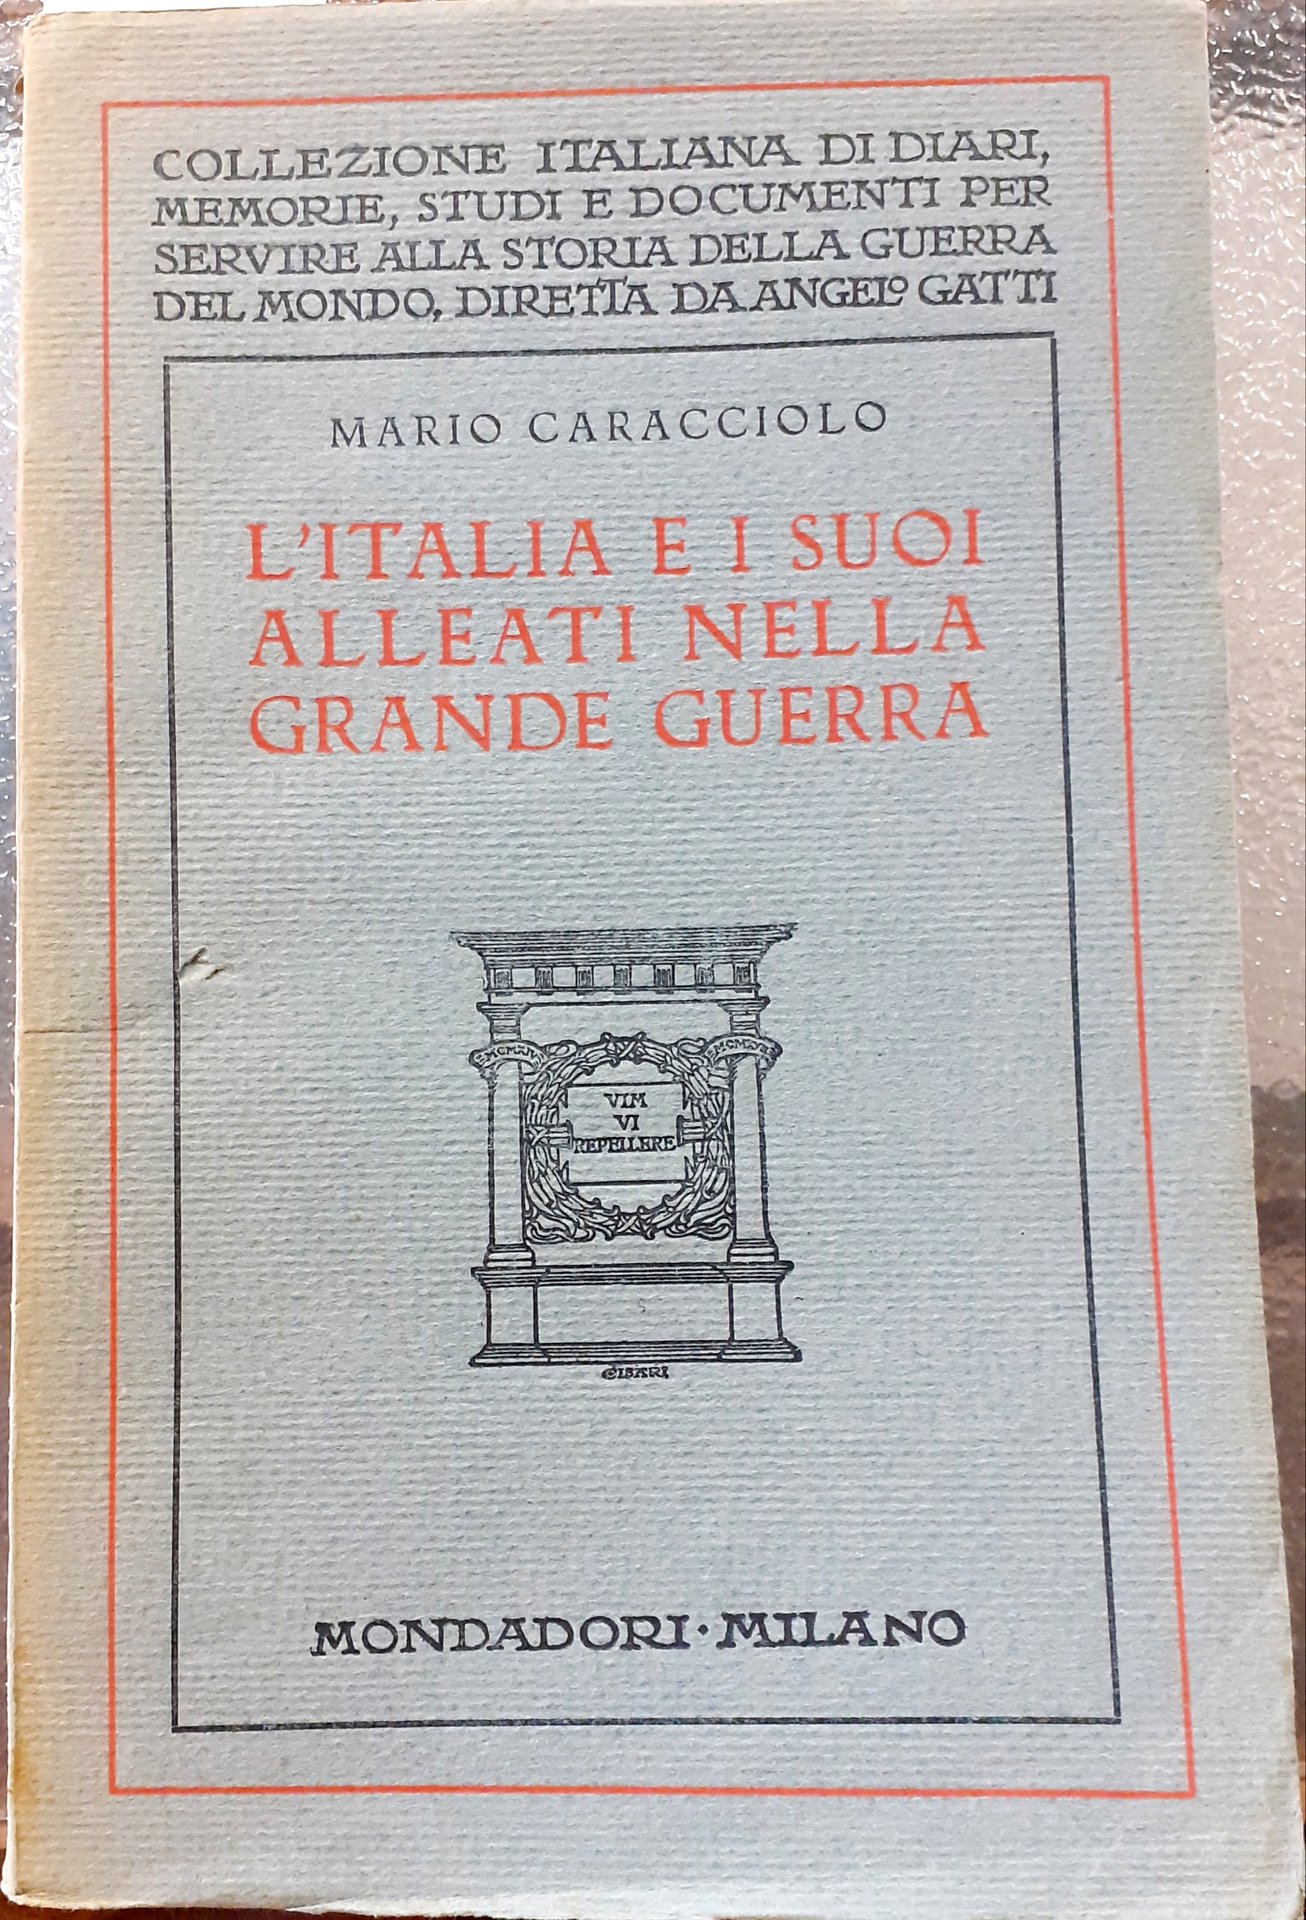 COLLEZIONE ITALIANA DI DIARI,
MEMORIE, STUDI E DOCUMENTI PER
SERVIRE ALLA STORIA DELLA GUERRA
DEL MONDO, DIRETTA DA ANGELO GATTI
MARIO CARACCIOLO
L'ITALIA E I SUOI
ALLEATI NELLA
GRANDE GUERRA
MCMXIV
VIM
VI
REPELLERE
CISARI
MONDADORI · MILANO